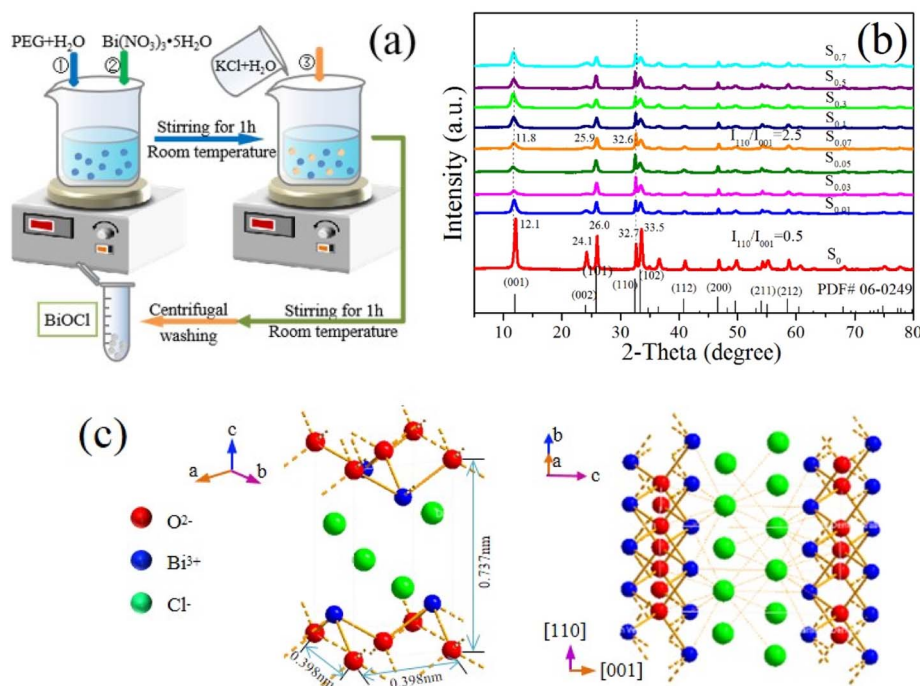 (a)
PEG+H2O
Bi(NO3)3•5H2O
①
②
KCl+H2O
③
Stirring for 1h
Room temperature
BiOCl
Centrifugal
washing
Stirring for 1h
Room temperature
(b)
Intensity (a.u.)
S0.7
S0.5
S0.3
S0.1
I110/I001=2.5
11.8
25.9
32.6
S0.07
S0.05
S0.03
S0.01
12.1
24.1
26.0
32.7
33.5
I110/I001=0.5
S0
(001)
(002)
(101)
(110)
(102)
(112)
(200)
(211)
(212)
PDF# 06-0249
10 20 30 40 50 60 70 80
2-Theta (degree)
(c)
c
a
b
O2-
Bi3+
Cl-
0.737nm
0.398nm
0.398nm
b
a
c
[110]
[001]